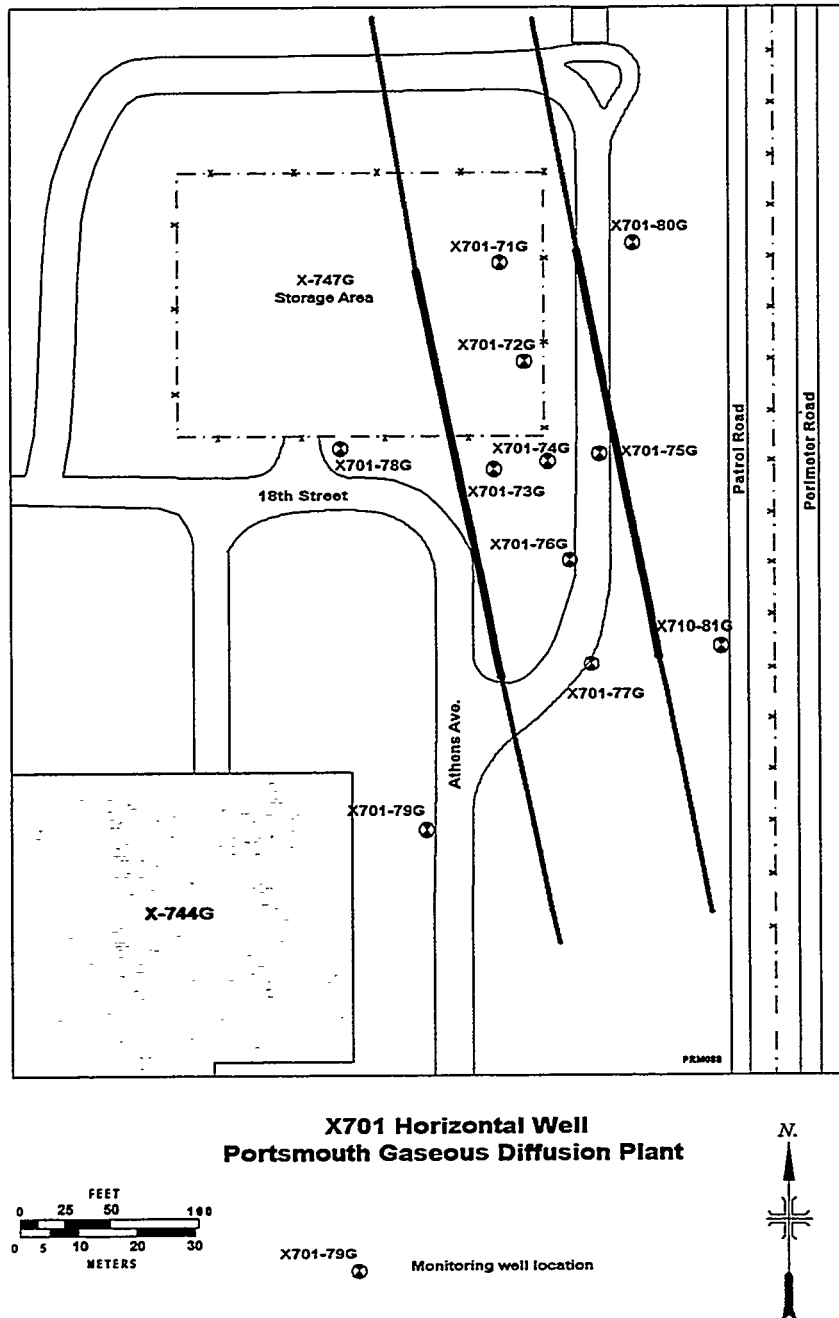 X701-80G
X701-71G
X-747G
Storage Area
X701-72G
X701-74G
X701-75G
X701-78G
X701-73G
18th Street
X701-76G
Patrol Road
Perimotor Road
X710-81G
X701-77G
Athens Ave.
X701-79G
X-744G
PRM088
X701 Horizontal Well
Portsmouth Gaseous Diffusion Plant
N.
FEET
0 25 50 100
0 5 10 20 30
METERS
X701-79G
Monitoring well location